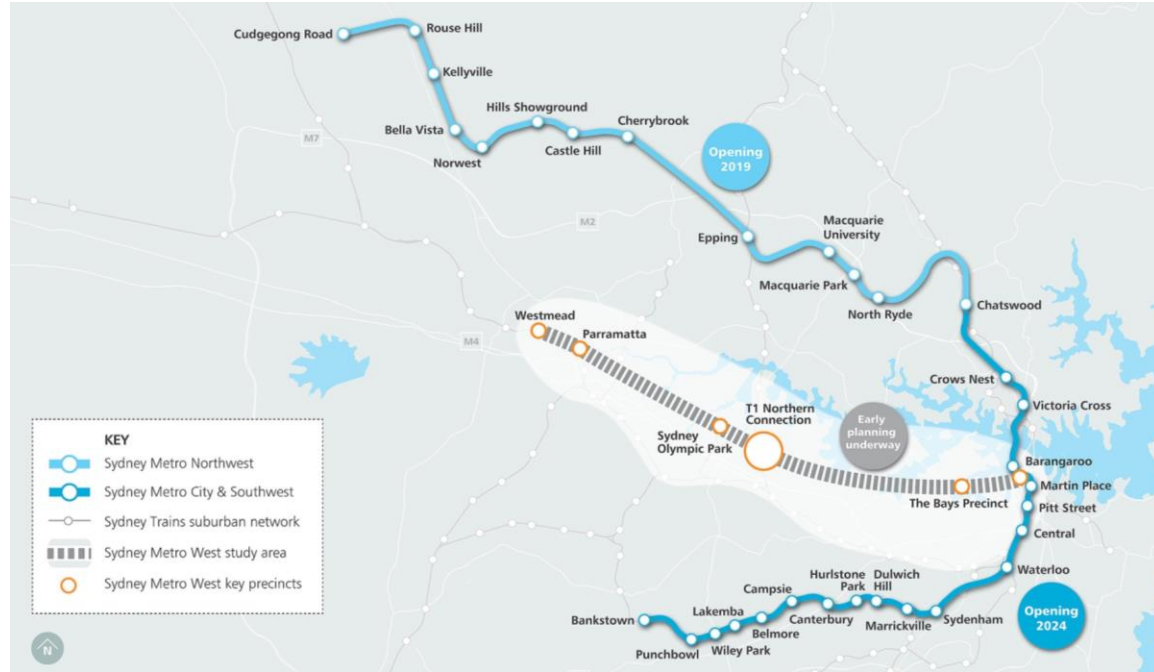 Cudgegong Road
Rouse Hill
Kellyville
Hills Showground
Cherrybrook
Bella Vista
Castle Hill
Norwest
M7
Opening
2019
M2
Epping
Macquarie
University
Macquarie Park
North Ryde
Chatswood
Westmead
Parramatta
M4
Crows Nest
Victoria Cross
T1 Northern
Connection
Early
planning
underway
Sydney
Olympic Park
Barangaroo
Martin Place
The Bays Precinct
Pitt Street
Central
Waterloo
KEY
Sydney Metro Northwest
Sydney Metro City & Southwest
Sydney Trains suburban network
Sydney Metro West study area
Sydney Metro West key precincts
Hurlstone
Park
Dulwich
Hill
Campsie
Lakemba
Bankstown
Canterbury
Belmore
Marrickville
Sydenham
Wiley Park
Punchbowl
Opening
2024
N